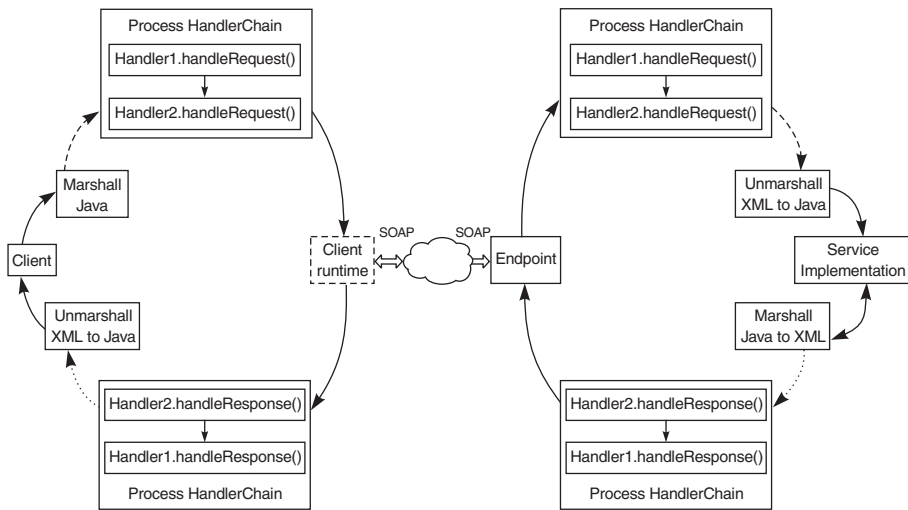 Process HandlerChain
Handler1.handleRequest()
Handler2.handleRequest()
Marshall
Java
Client
Unmarshall
XML to Java
Handler2.handleResponse()
Handler1.handleResponse()
Process HandlerChain
Client
runtime
SOAP
SOAP
Endpoint
Process HandlerChain
Handler1.handleRequest()
Handler2.handleRequest()
Unmarshall
XML to Java
Service
Implementation
Marshall
Java to XML
Handler2.handleResponse()
Handler1.handleResponse()
Process HandlerChain